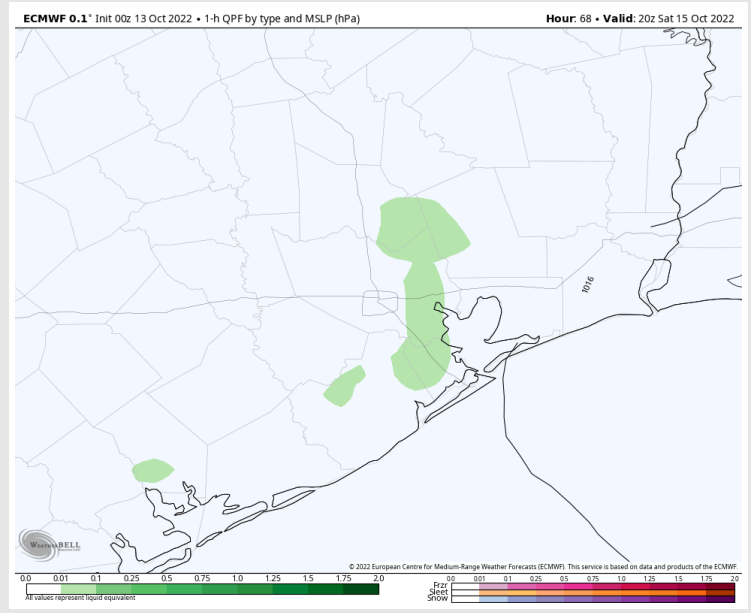 ECMWF 0.1° Init 00z 13 Oct 2022 • 1-h QPF by type and MSLP (hPa)
Hour: 68 • Valid: 20z Sat 15 Oct 2022
1016
WEATHERBELL
© 2022 European Centre for Medium-Range Weather Forecasts (ECMWF). This service is based on data and products of the ECMWF.
0.0 0.01 0.1 0.25 0.5 0.75 1.0 1.25 1.5 1.75 2.0
All values represent liquid equivalent
0.0 0.01 0.1 0.25 0.5 0.75 1.0 1.25 1.5 1.75 2.0
Frzr
Sleet
Snow